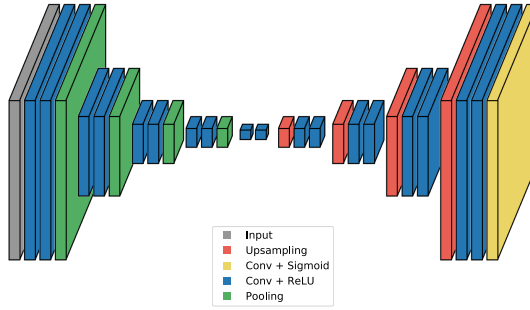 Input
Upsampling
Conv + Sigmoid
Conv + ReLU
Pooling